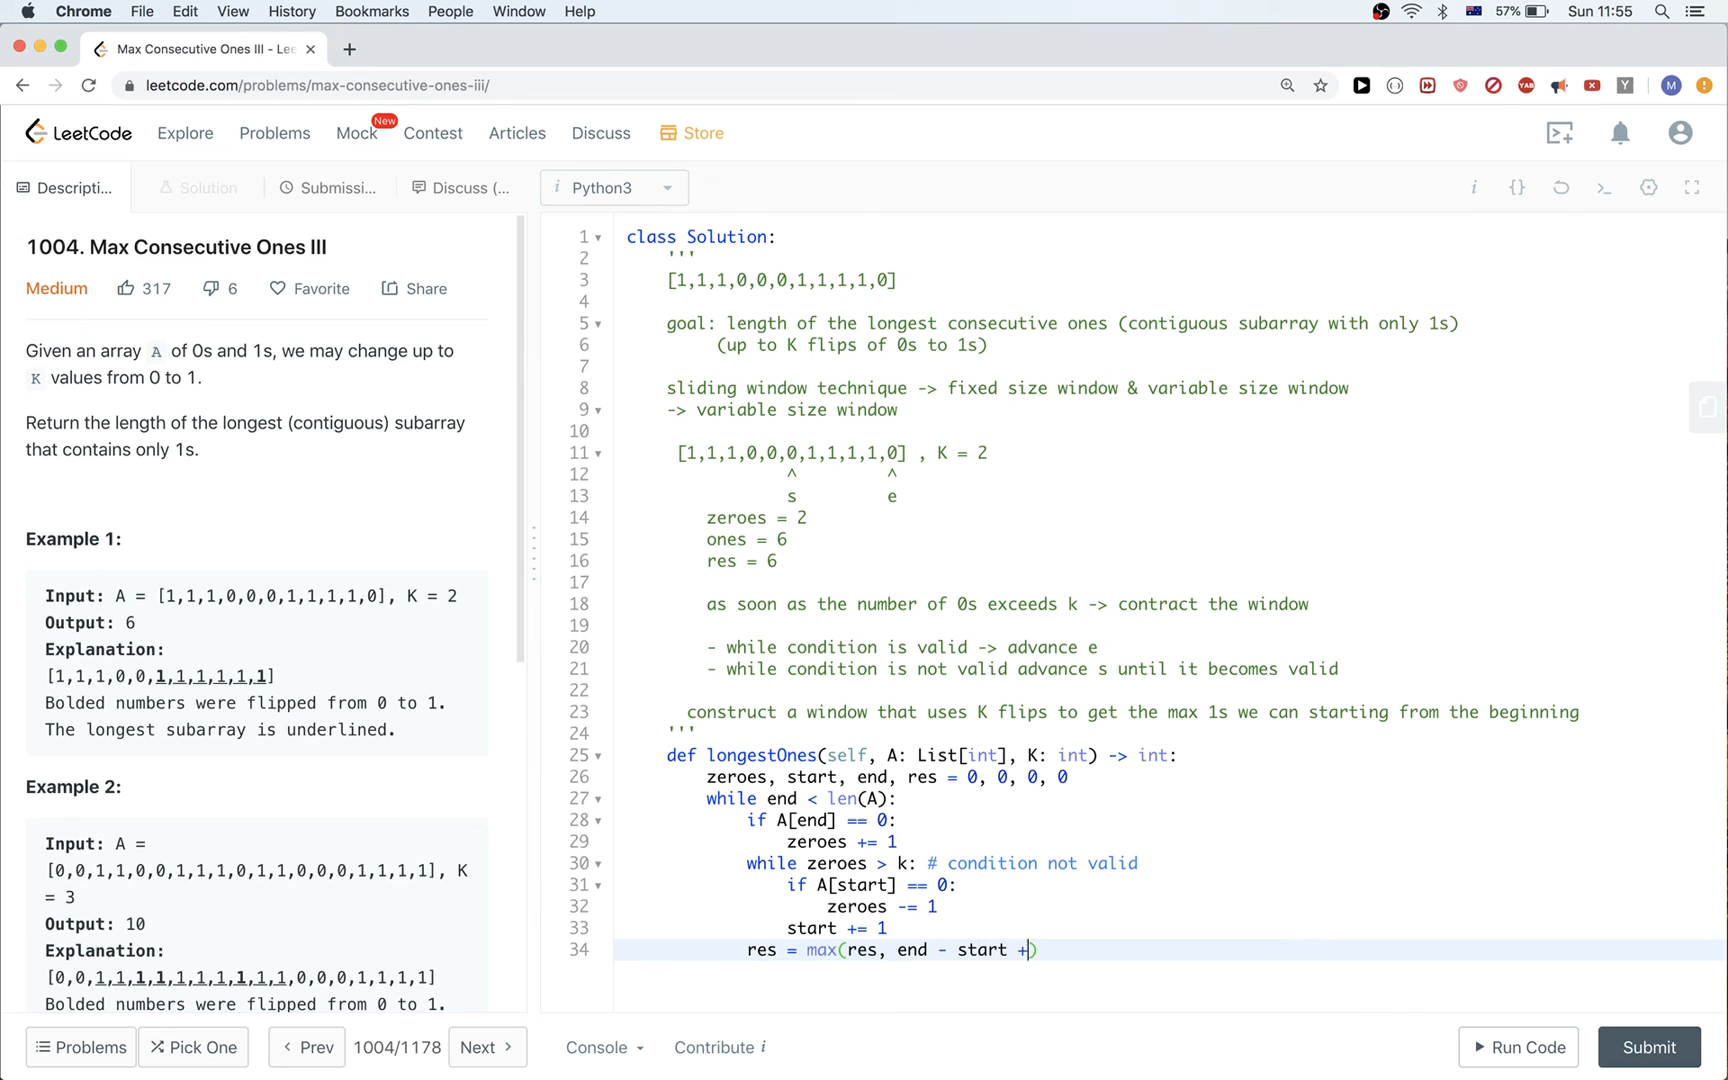 Chrome File Edit View History Bookmarks People Window Help 57% Sun 11:55
Max Consecutive Ones III - Lee
leetcode.com/problems/max-consecutive-ones-iii/
YAB Y M
LeetCode Explore Problems Mock New Contest Articles Discuss Store
Descripti... Solution Submissi... Discuss (... i Python3
1004. Max Consecutive Ones III
Medium 317 6 Favorite Share
Given an array A of 0s and 1s, we may change up to
K values from 0 to 1.
Return the length of the longest (contiguous) subarray
that contains only 1s.
Example 1:
Input: A = [1,1,1,0,0,0,1,1,1,1,0], K = 2
Output: 6
Explanation:
[1,1,1,0,0,1,1,1,1,1,1]
Bolded numbers were flipped from 0 to 1.
The longest subarray is underlined.
Example 2:
Input: A =
[0,0,1,1,0,0,1,1,1,0,1,1,0,0,0,1,1,1,1], K
= 3
Output: 10
Explanation:
[0,0,1,1,1,1,1,1,1,1,1,1,0,0,0,1,1,1,1]
Bolded numbers were flipped from 0 to 1.
1 class Solution:
2 '''
3 [1,1,1,0,0,0,1,1,1,1,0]
4
5 goal: length of the longest consecutive ones (contiguous subarray with only 1s)
6 (up to K flips of 0s to 1s)
7
8 sliding window technique -> fixed size window & variable size window
9 -> variable size window
10
11 [1,1,1,0,0,0,1,1,1,1,0] , K = 2
12 ^ ^
13 s e
14 zeroes = 2
15 ones = 6
16 res = 6
17
18 as soon as the number of 0s exceeds k -> contract the window
19
20 - while condition is valid -> advance e
21 - while condition is not valid advance s until it becomes valid
22
23 construct a window that uses K flips to get the max 1s we can starting from the beginning
24 '''
25 def longestOnes(self, A: List[int], K: int) -> int:
26 zeroes, start, end, res = 0, 0, 0, 0
27 while end < len(A):
28 if A[end] == 0:
29 zeroes += 1
30 while zeroes > k: # condition not valid
31 if A[start] == 0:
32 zeroes -= 1
33 start += 1
34 res = max(res, end - start +)
Problems Pick One < Prev 1004/1178 Next > Console Contribute i Run Code Submit